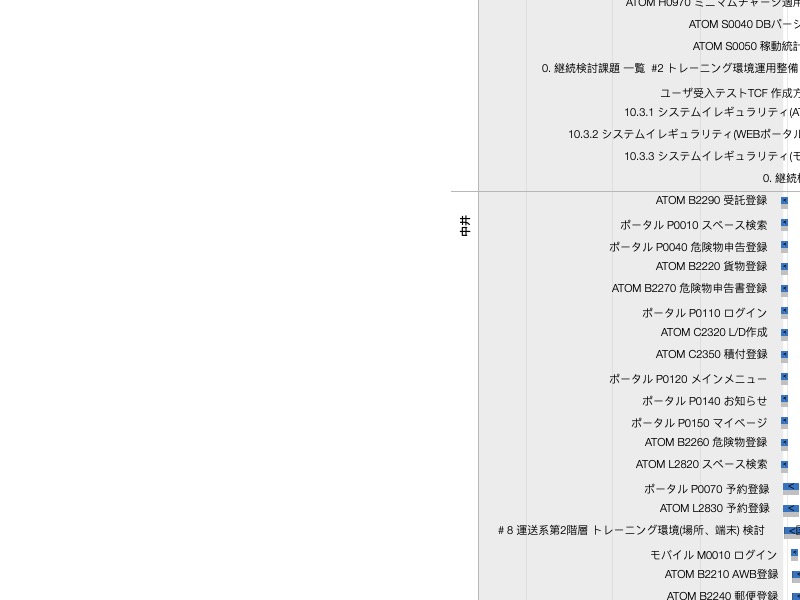 ATOM H0970 ミニマムチャージ適用
ATOM S0040 DBバージ
ATOM S0050 稼動統計
0. 継続検討課題 一覧 #2 トレーニング環境運用整備
ユーザ受入テストTCF 作成方
10.3.1 システムイレギュラリティ(AT
10.3.2 システムイレギュラリティ(WEBポータル
10.3.3 システムイレギュラリティ(モ
0. 継続検
中井
ATOM B2290 受託登録
ポータル P0010 スペース検索
ポータル P0040 危険物申告登録
ATOM B2220 貨物登録
ATOM B2270 危険物申告書登録
ポータル P0110 ログイン
ATOM C2320 L/D作成
ATOM C2350 積付登録
ポータル P0120 メインメニュー
ポータル P0140 お知らせ
ポータル P0150 マイページ
ATOM B2260 危険物登録
ATOM L2820 スペース検索
ポータル P0070 予約登録
ATOM L2830 予約登録
#８運送系第2階層 トレーニング環境(場所、端末) 検討
モバイル M0010 ログイン
ATOM B2210 AWB登録
ATOM B2240 郵便登録